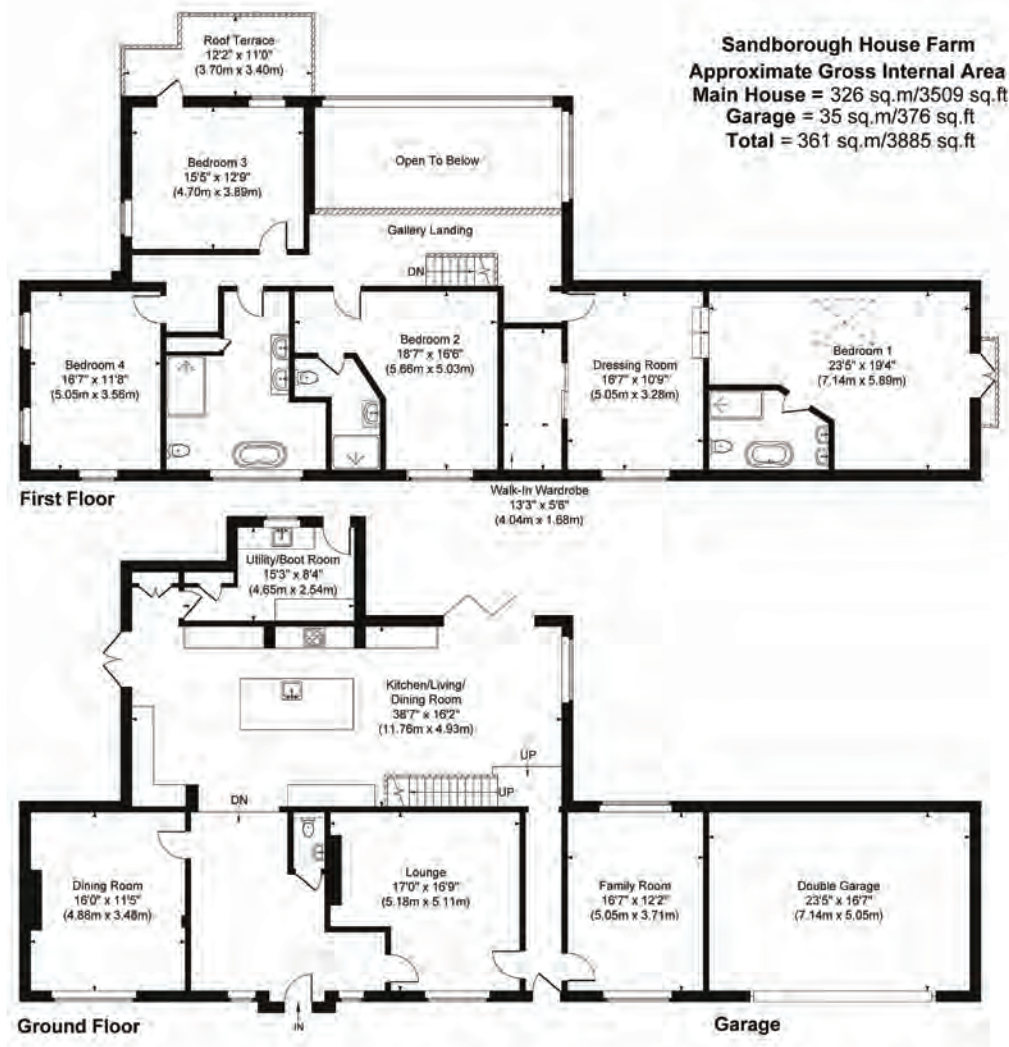 Sandborough House Farm
Approximate Gross Internal Area
Main House = 326 sq.m/3509 sq.ft
Garage = 35 sq.m/376 sq.ft
Total = 361 sq.m/3885 sq.ft
Roof Terrace
12'2" x 11'0"
(3.70m x 3.40m)
Bedroom 3
15'5" x 12'9"
(4.70m x 3.89m)
Open To Below
Gallery Landing
DN
Bedroom 4
16'7" x 11'8"
(5.05m x 3.56m)
Bedroom 2
18'7" x 16'6"
(5.66m x 5.03m)
Dressing Room
16'7" x 10'9"
(5.05m x 3.28m)
Bedroom 1
23'5" x 19'4"
(7.14m x 5.89m)
Walk-In Wardrobe
13'3" x 5'6"
(4.04m x 1.68m)
First Floor
Utility/Boot Room
15'3" x 8'4"
(4.65m x 2.54m)
Kitchen/Living/
Dining Room
38'7" x 16'2"
(11.76m x 4.93m)
UP
UP
DN
Dining Room
16'0" x 11'5"
(4.88m x 3.48m)
Lounge
17'0" x 16'9"
(5.18m x 5.11m)
Family Room
16'7" x 12'2"
(5.05m x 3.71m)
Double Garage
23'5" x 16'7"
(7.14m x 5.05m)
IN
Ground Floor
Garage